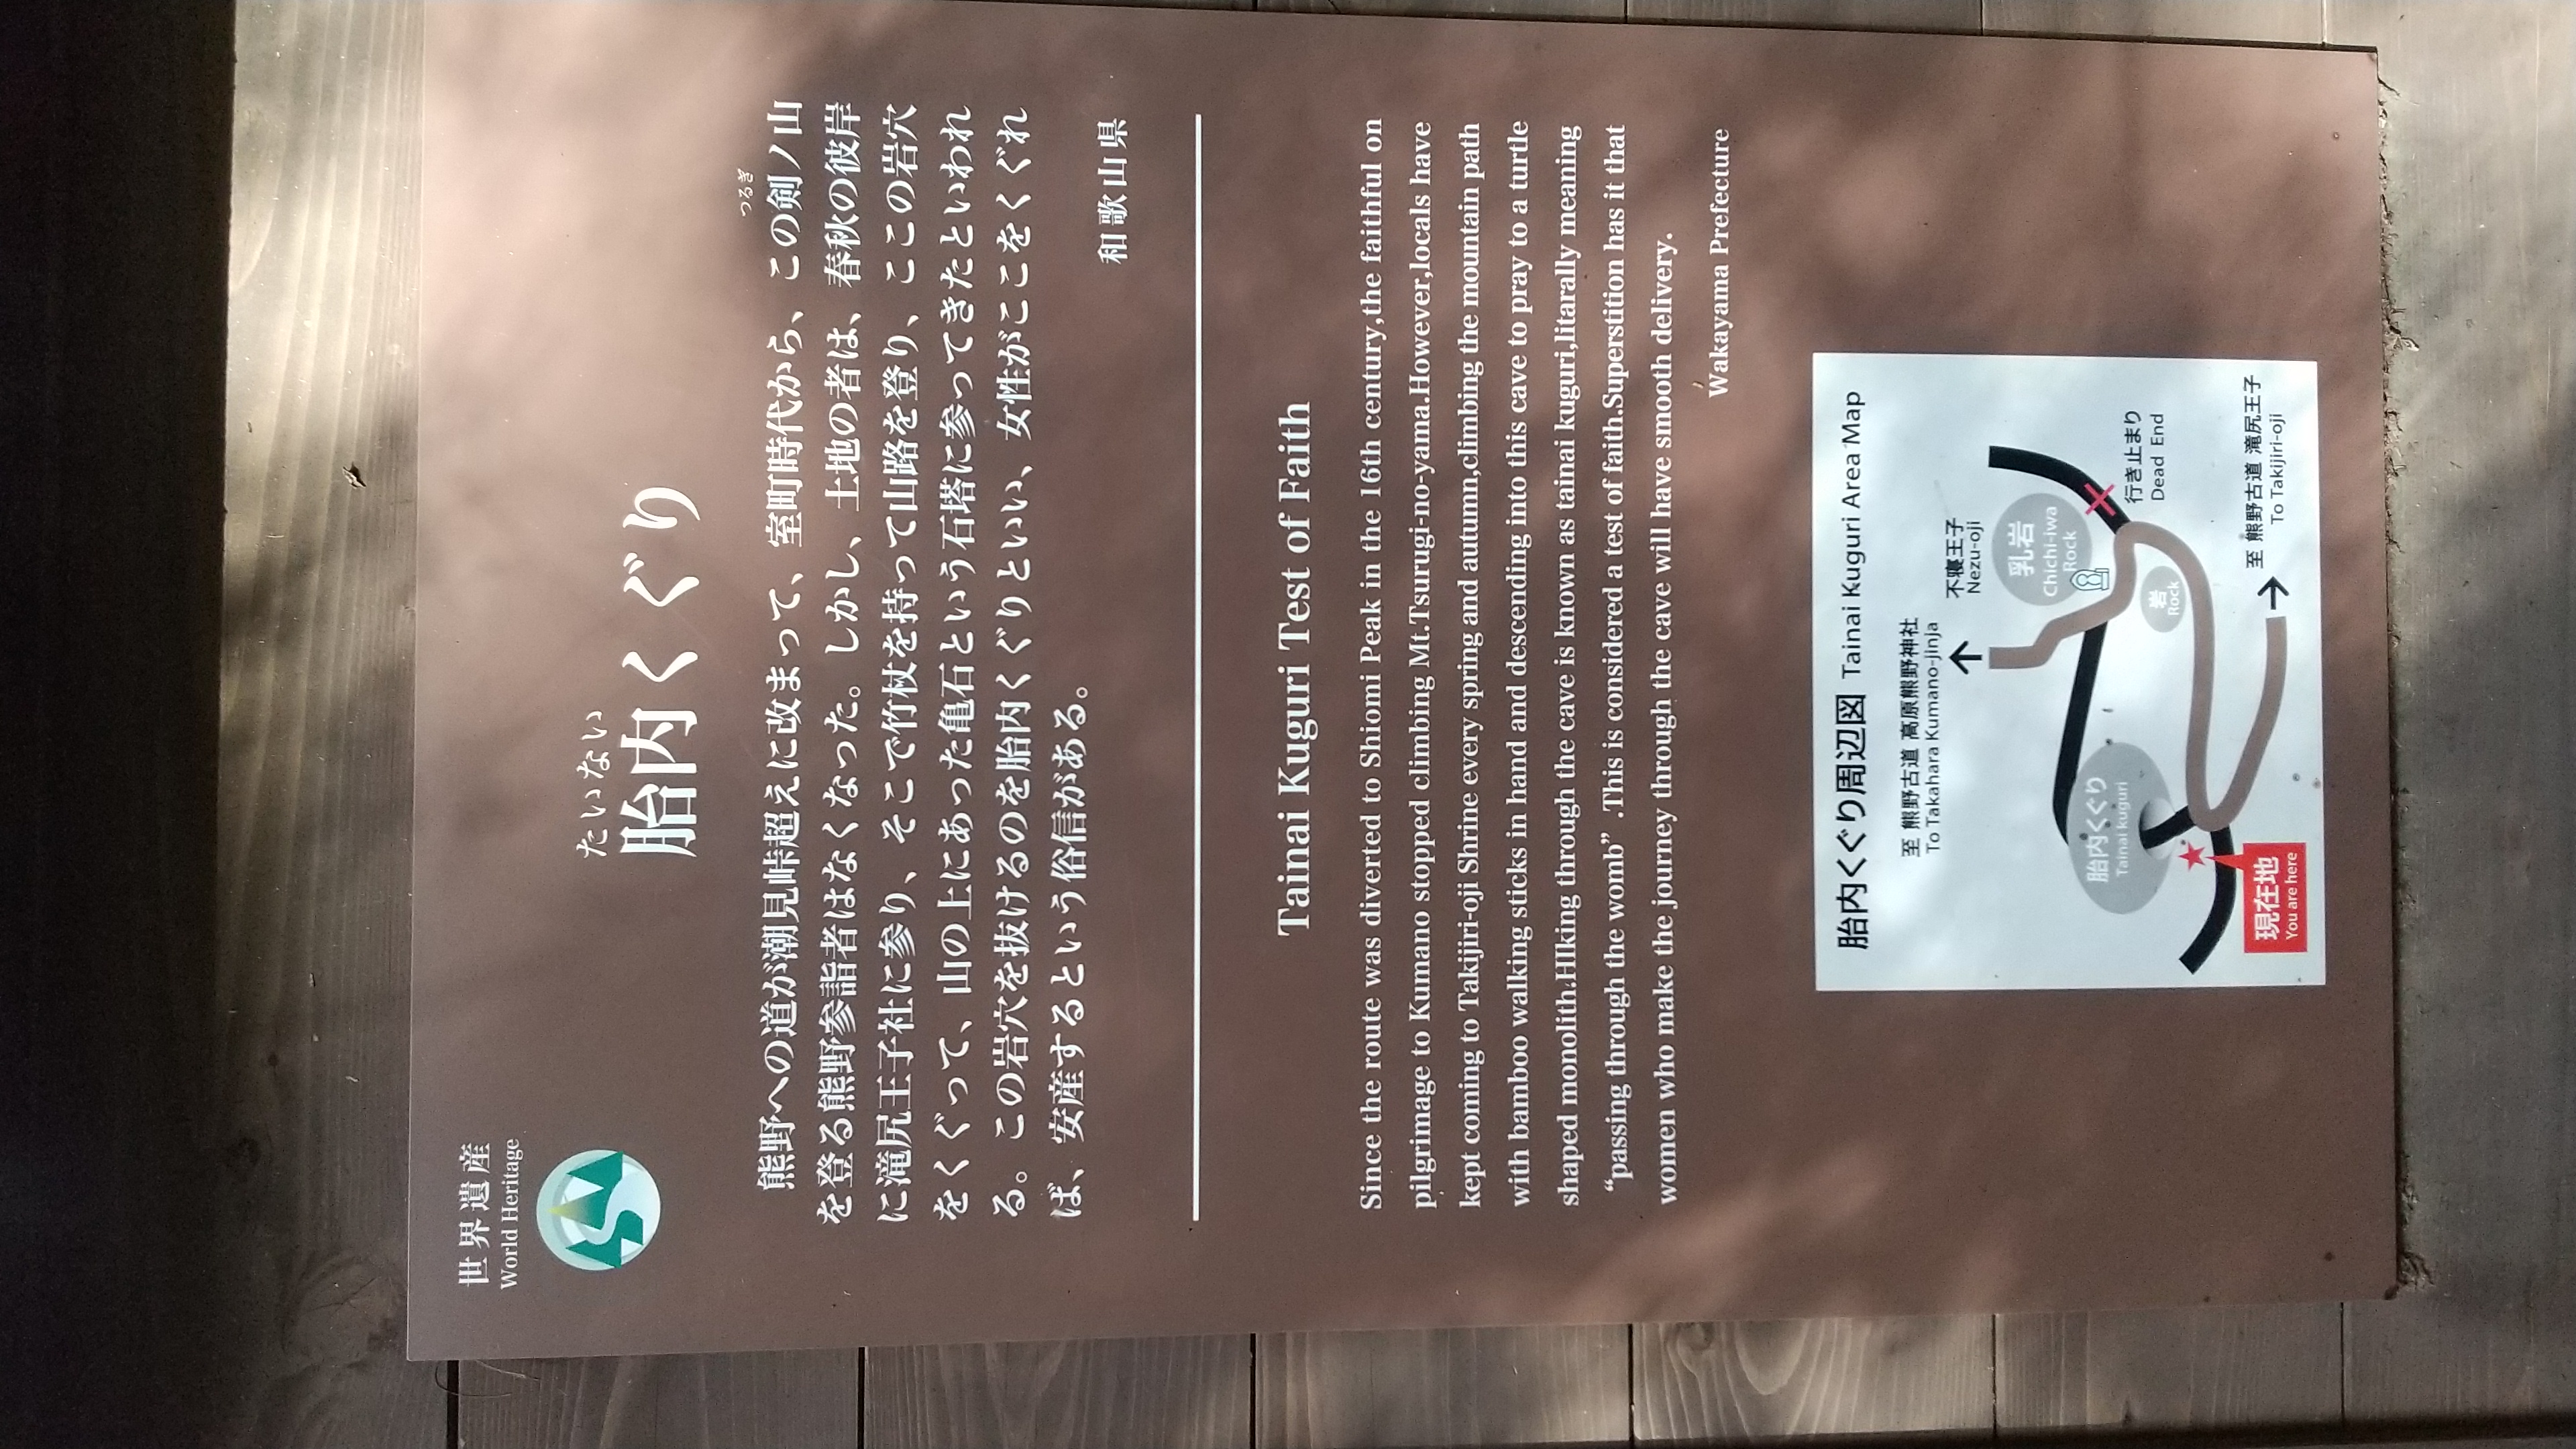 世界遺産
World Heritage
たいない
胎内くぐり
つるぎ
熊野への道が潮見峠超えに改まって、室町時代から、この剣ノ山
を登る熊野参詣者はなくなった。しかし、土地の者は、春秋の彼岸
に滝尻王子社に参り、そこで竹杖を持って山路を登り、ここの岩穴
をくぐって、山の上にあった亀石という石塔に参ってきたといわれ
る。この岩穴を抜けるのを胎内くぐりといい、女性がここをくぐれ
ば、安産するという俗信がある。
和歌山県
Tainai Kuguri Test of Faith
Since the route was diverted to Shiomi Peak in the 16th century,the faithful on
pilgrimage to Kumano stopped climbing Mt.Tsurugi-no-yama.However,locals have
kept coming to Takijiri-oji Shrine every spring and autumn,climbing the mountain path
with bamboo walking sticks in hand and descending into this cave to pray to a turtle
shaped monolith.HIking through the cave is known as tainai kuguri,litarally meaning
“passing through the womb” .This is considered a test of faith.Superstition has it that
women who make the journey through the cave will have smooth delivery.
Wakayama Prefecture
胎内くぐり周辺図 Tainai Kuguri Area Map
至 熊野古道 高原熊野神社
To Takahara Kumano-jinja
不寝王子
Nezu-oji
乳岩
Chichi-iwa
Rock
行き止まり
Dead End
岩
Rock
胎内くぐり
Tainai kuguri
現在地
You are here
至 熊野古道 滝尻王子
To Takijiri-oji